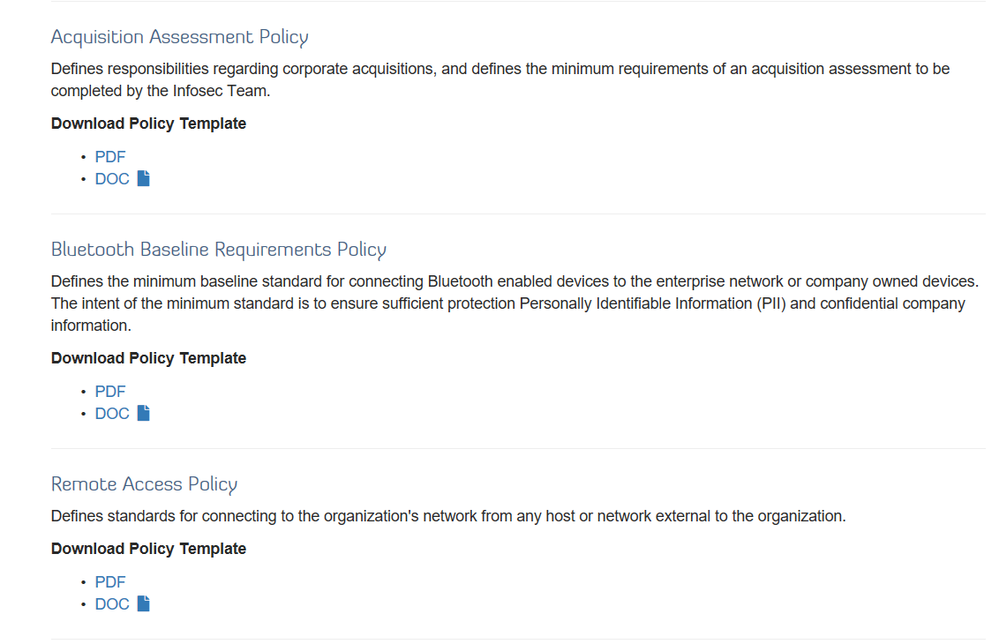 Acquisition Assessment Policy
Defines responsibilities regarding corporate acquisitions, and defines the minimum requirements of an acquisition assessment to be
completed by the Infosec Team.
Download Policy Template
• PDF
• DOC
Bluetooth Baseline Requirements Policy
Defines the minimum baseline standard for connecting Bluetooth enabled devices to the enterprise network or company owned devices.
The intent of the minimum standard is to ensure sufficient protection Personally Identifiable Information (PII) and confidential company
information.
Download Policy Template
• PDF
• DOC
Remote Access Policy
Defines standards for connecting to the organization's network from any host or network external to the organization.
Download Policy Template
• PDF
• DOC